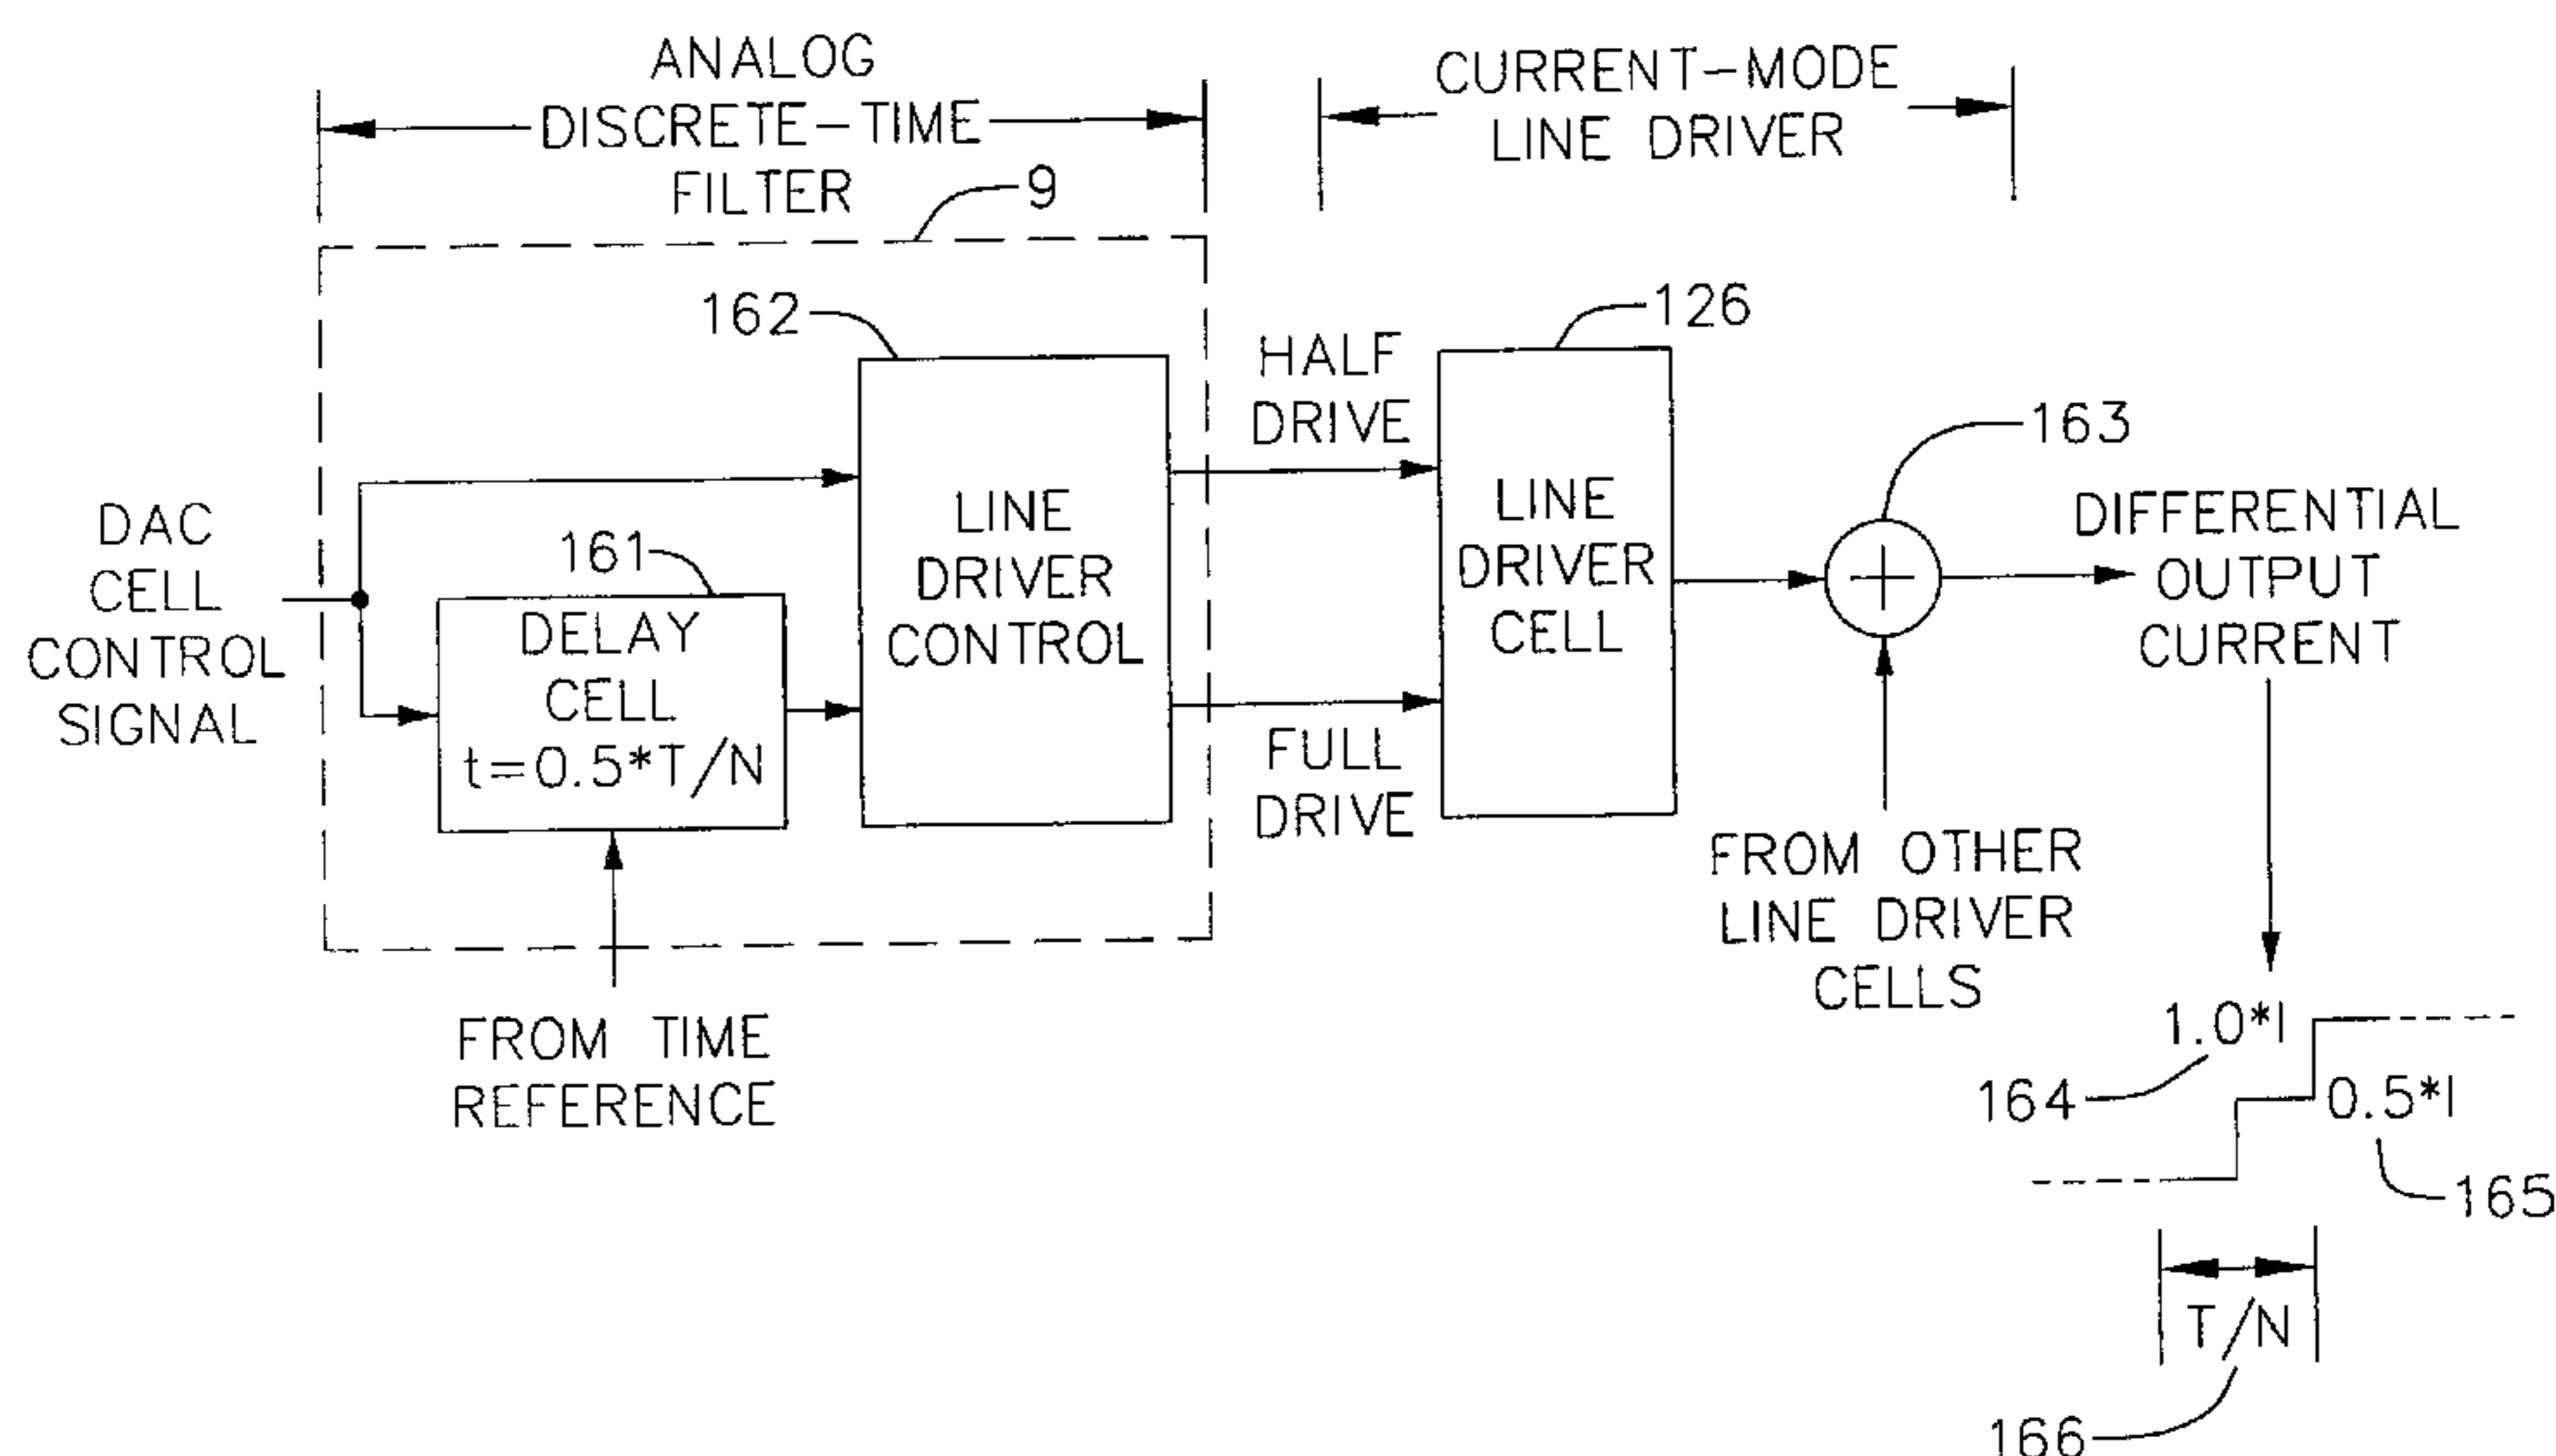 ANALOG
DISCRETE-TIME
FILTER
9
CURRENT-MODE
LINE DRIVER
162
HALF
DRIVE
126
163
DAC
CELL
CONTROL
SIGNAL
161
DELAY
CELL
t=0.5*T/N
LINE
DRIVER
CONTROL
LINE
DRIVER
CELL
DIFFERENTIAL
OUTPUT
CURRENT
FULL
DRIVE
FROM OTHER
LINE DRIVER
CELLS
FROM TIME
REFERENCE
1.0*I
164
0.5*I
165
T/N
166